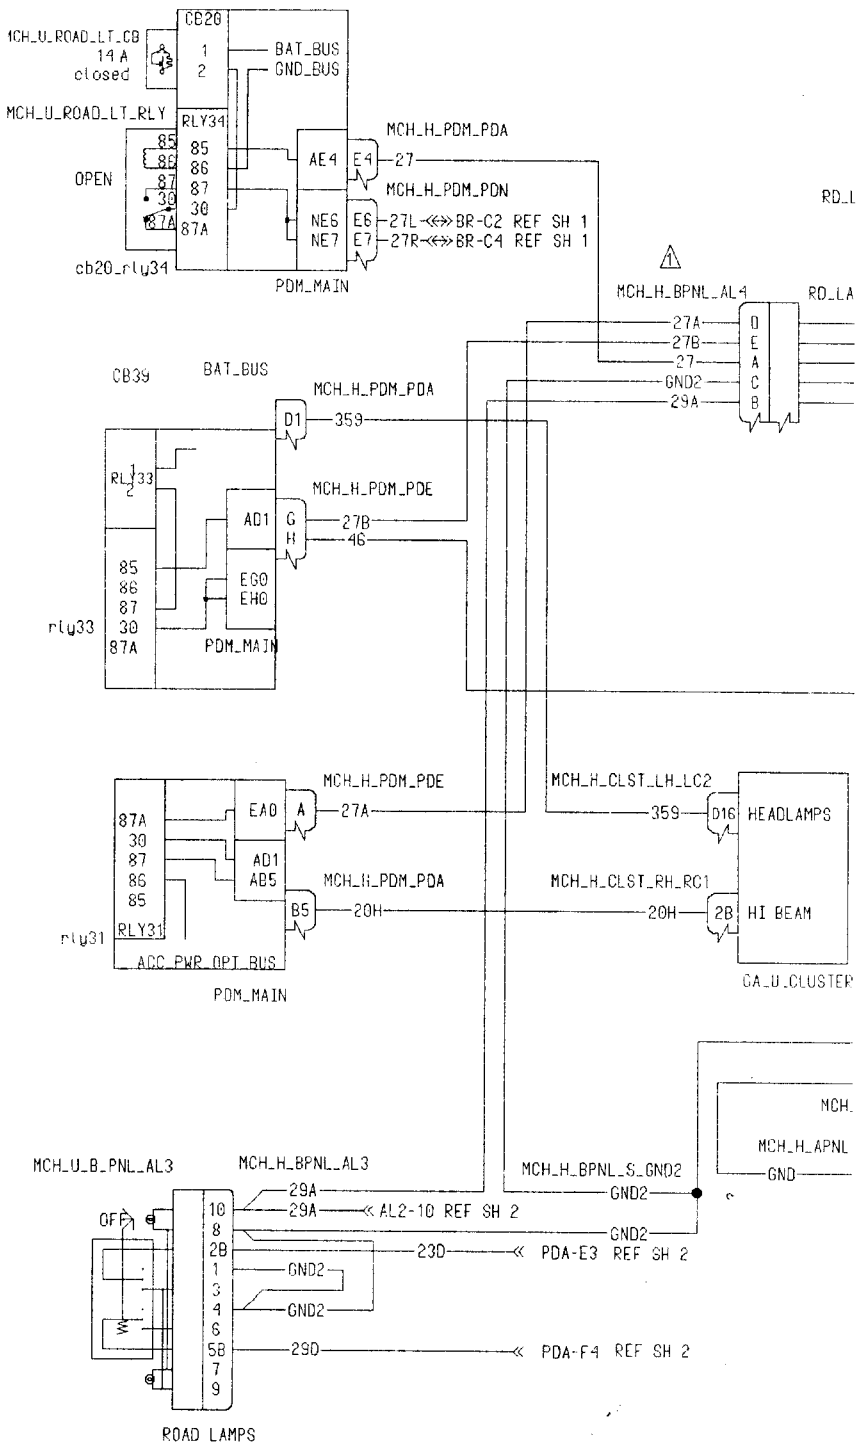 CB20
MCH_U_ROAD_LT_CB
14 A
closed
1
2
BAT_BUS
GND_BUS
MCH_U_ROAD_LT_RLY
RLY34
85
86
87
30
87A
OPEN
85
86
87
30
87A
cb20_rly34
AE4
E4
27
MCH_H_PDM_PDA
MCH_H_PDM_PDN
NE6
E6
27L
BR-C2 REF SH 1
NE7
E7
27R
BR-C4 REF SH 1
PDM_MAIN
RD_L
1
MCH_H_BPNL_AL4
RD_LA
27A
D
27B
E
27
A
GND2
C
29A
B
CB39
BAT_BUS
MCH_H_PDM_PDA
D1
359
1
RLY33
2
MCH_H_PDM_PDE
AD1
G
27B
H
46
85
86
87
30
87A
rly33
EG0
EH0
PDM_MAIN
MCH_H_PDM_PDE
EA0
A
27A
87A
30
87
86
85
RLY31
rly31
AD1
AB5
MCH_H_PDM_PDA
B5
20H
ACC_PWR_OPT_BUS
PDM_MAIN
MCH_H_CLST_LH_LC2
359
D16
HEADLAMPS
MCH_H_CLST_RH_RC1
20H
2B
HI BEAM
GA_U_CLUSTER
MCH_
MCH_H_APNL
GND
MCH_U_B_PNL_AL3
MCH_H_BPNL_AL3
MCH_H_BPNL_S_GND2
29A
GND2
OFF
10
29A
AL2-10 REF SH 2
8
GND2
2B
23D
PDA-E3 REF SH 2
1
GND2
3
4
GND2
6
5B
29D
PDA-F4 REF SH 2
7
9
ROAD LAMPS